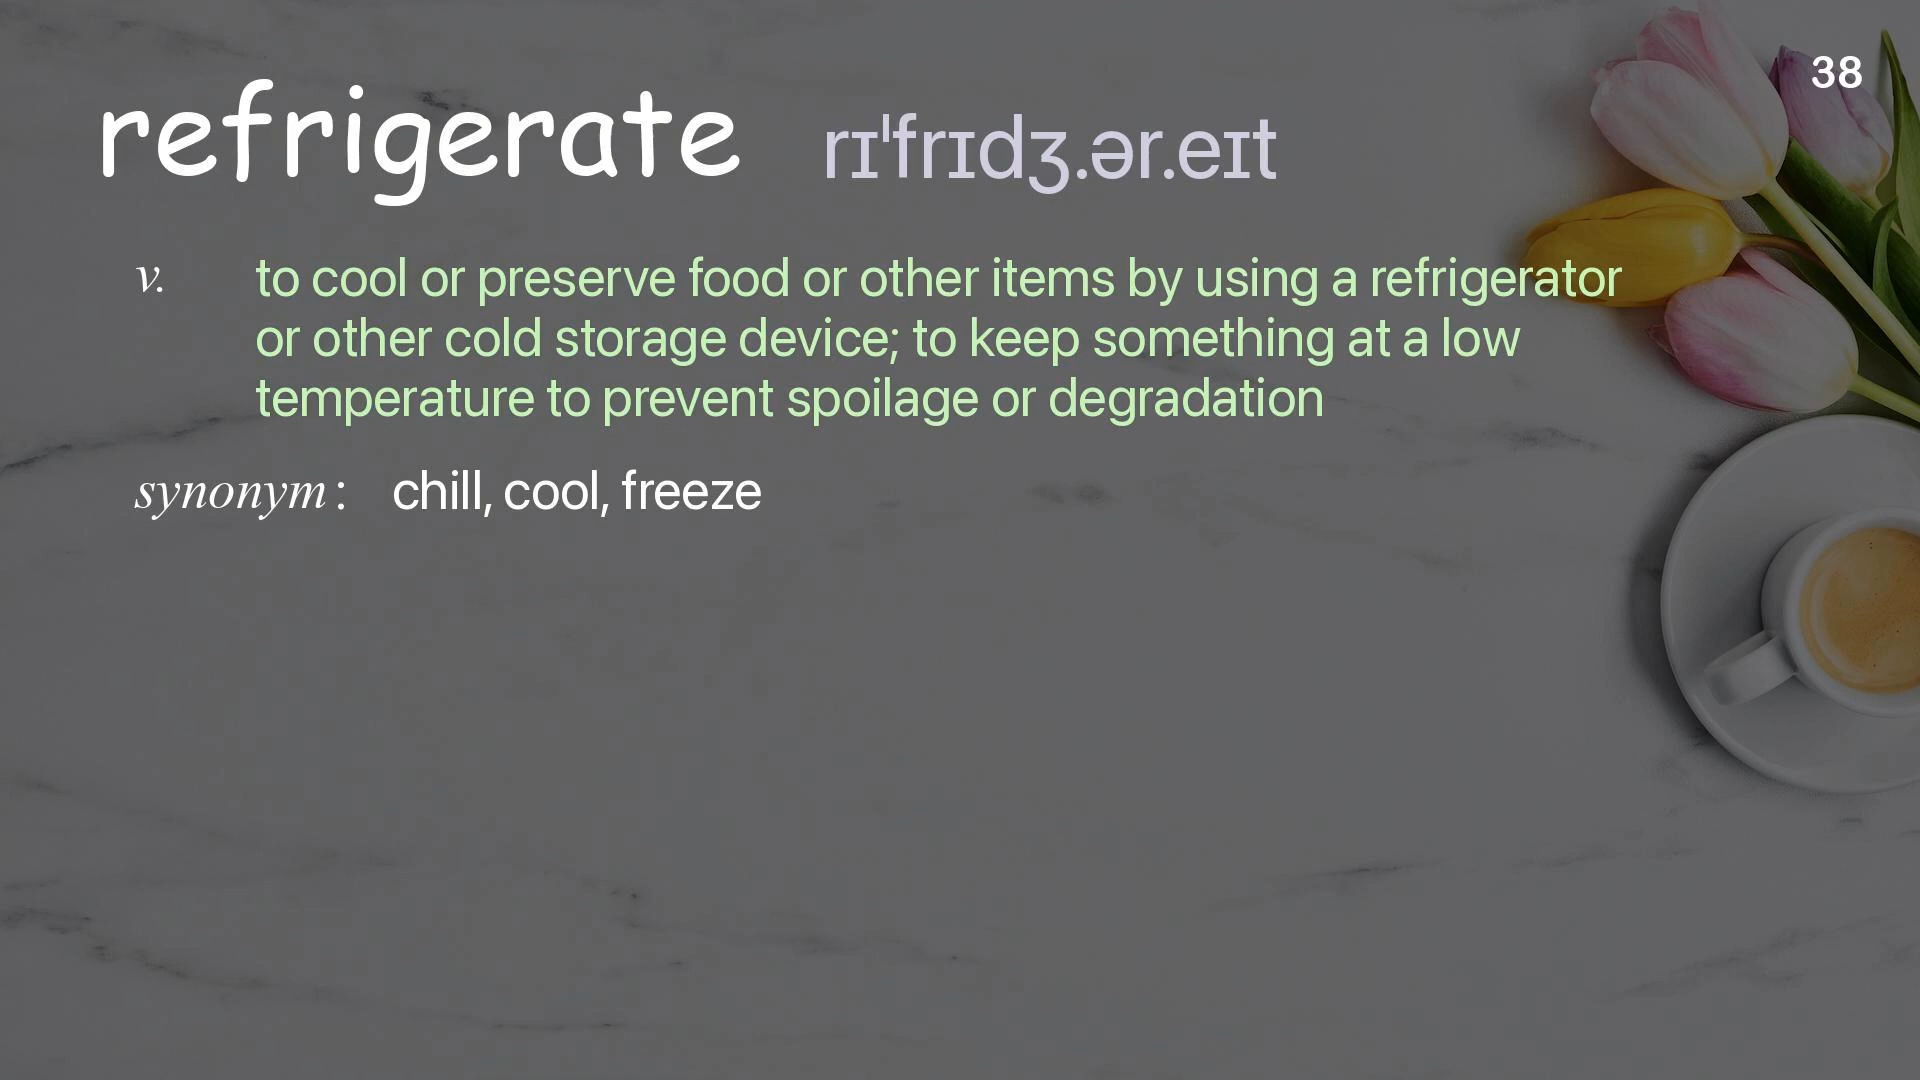 38
refrigerate rɪˈfrɪdʒ.ər.eɪt
v. to cool or preserve food or other items by using a refrigerator
or other cold storage device; to keep something at a low
temperature to prevent spoilage or degradation
synonym : chill, cool, freeze